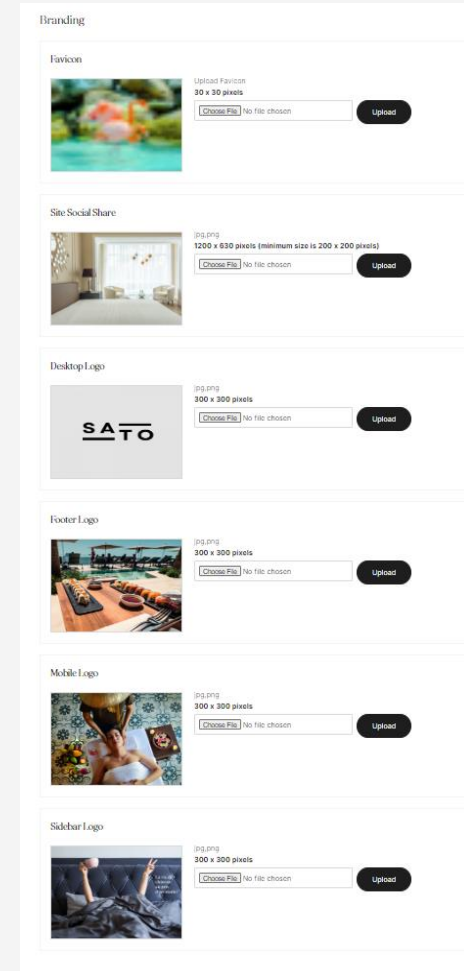 Branding
Favicon
Upload Favicon
30 x 30 pixels
Choose File No file chosen
Upload
Site Social Share
jpg,png
1200 x 630 pixels (minimum size is 200 x 200 pixels)
Choose File No file chosen
Upload
Desktop Logo
SATO
jpg,png
300 x 300 pixels
Choose File No file chosen
Upload
Footer Logo
jpg,png
300 x 300 pixels
Choose File No file chosen
Upload
Mobile Logo
jpg,png
300 x 300 pixels
Choose File No file chosen
Upload
Sidebar Logo
jpg,png
300 x 300 pixels
Choose File No file chosen
Upload